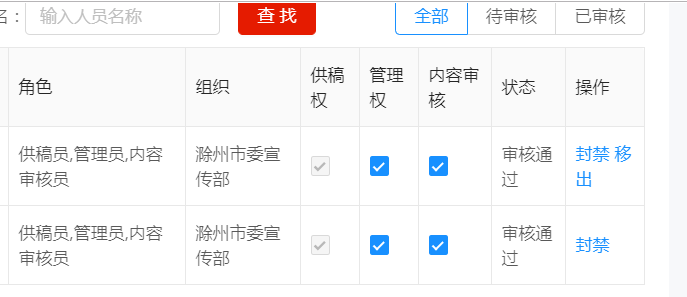 名： 输入人员名称 查 找 全部 待审核 已审核
角色 组织 供稿权 管理权 内容审核 状态 操作
供稿员,管理员,内容审核员 滁州市委宣传部 审核通过 封禁 移出
供稿员,管理员,内容审核员 滁州市委宣传部 审核通过 封禁